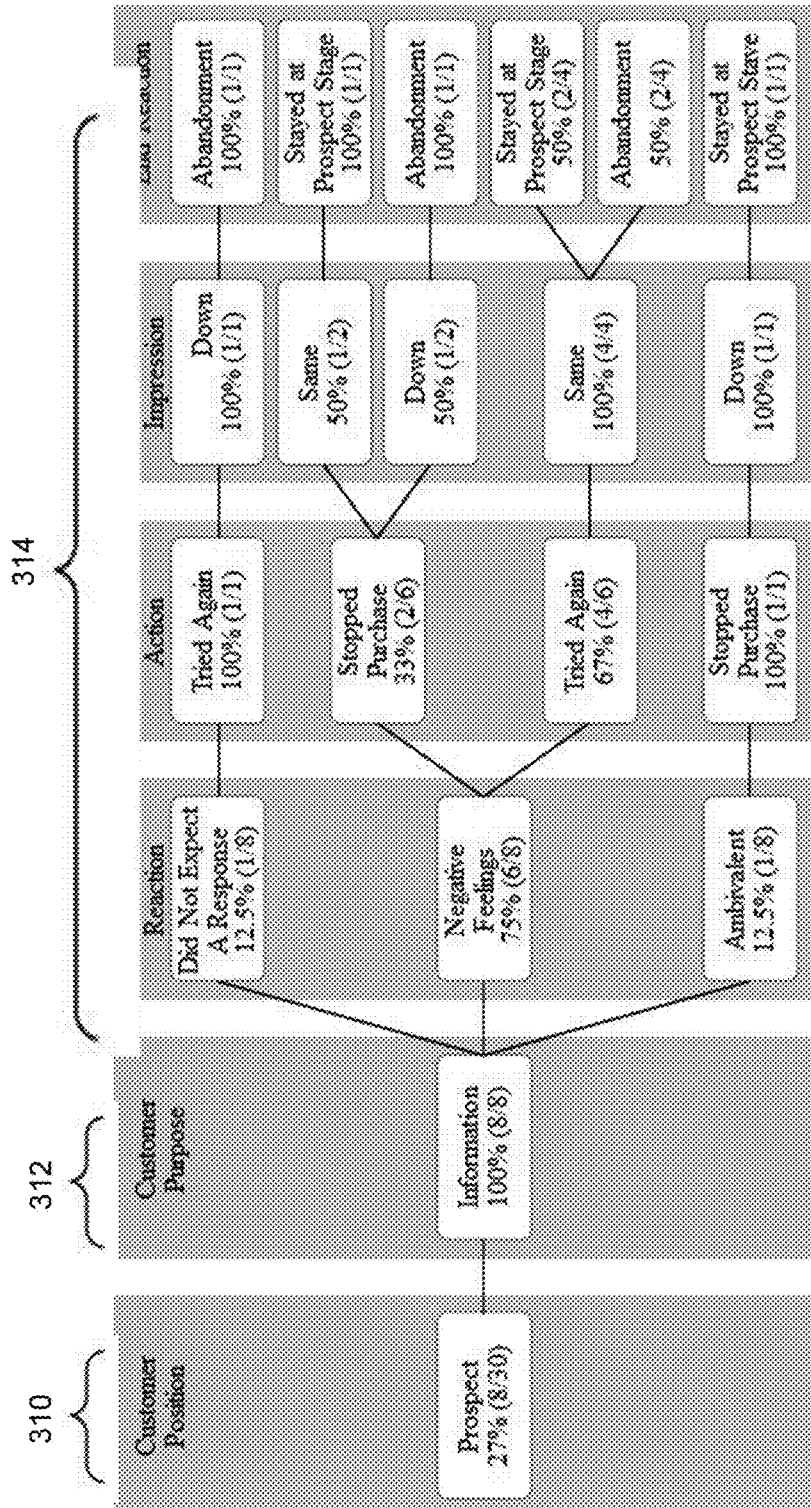 310
312
314
Customer
Position
Prospect
27% (8/30)
Customer
Purpose
Information
100% (8/8)
Reaction
Did Not Expect
A Response
12.5% (1/8)
Negative
Feelings
75% (6/8)
Ambivalent
12.5% (1/8)
Action
Tried Again
100% (1/1)
Stopped
Purchase
33% (2/6)
Tried Again
67% (4/6)
Stopped
Purchase
100% (1/1)
Impression
Down
100% (1/1)
Same
50% (1/2)
Down
50% (1/2)
Same
100% (4/4)
Down
100% (1/1)
Reaction
Abandonment
100% (1/1)
Stayed at
Prospect Stage
100% (1/1)
Abandonment
100% (1/1)
Stayed at
Prospect Stage
50% (2/4)
Abandonment
50% (2/4)
Stayed at
Prospect Stave
100% (1/1)